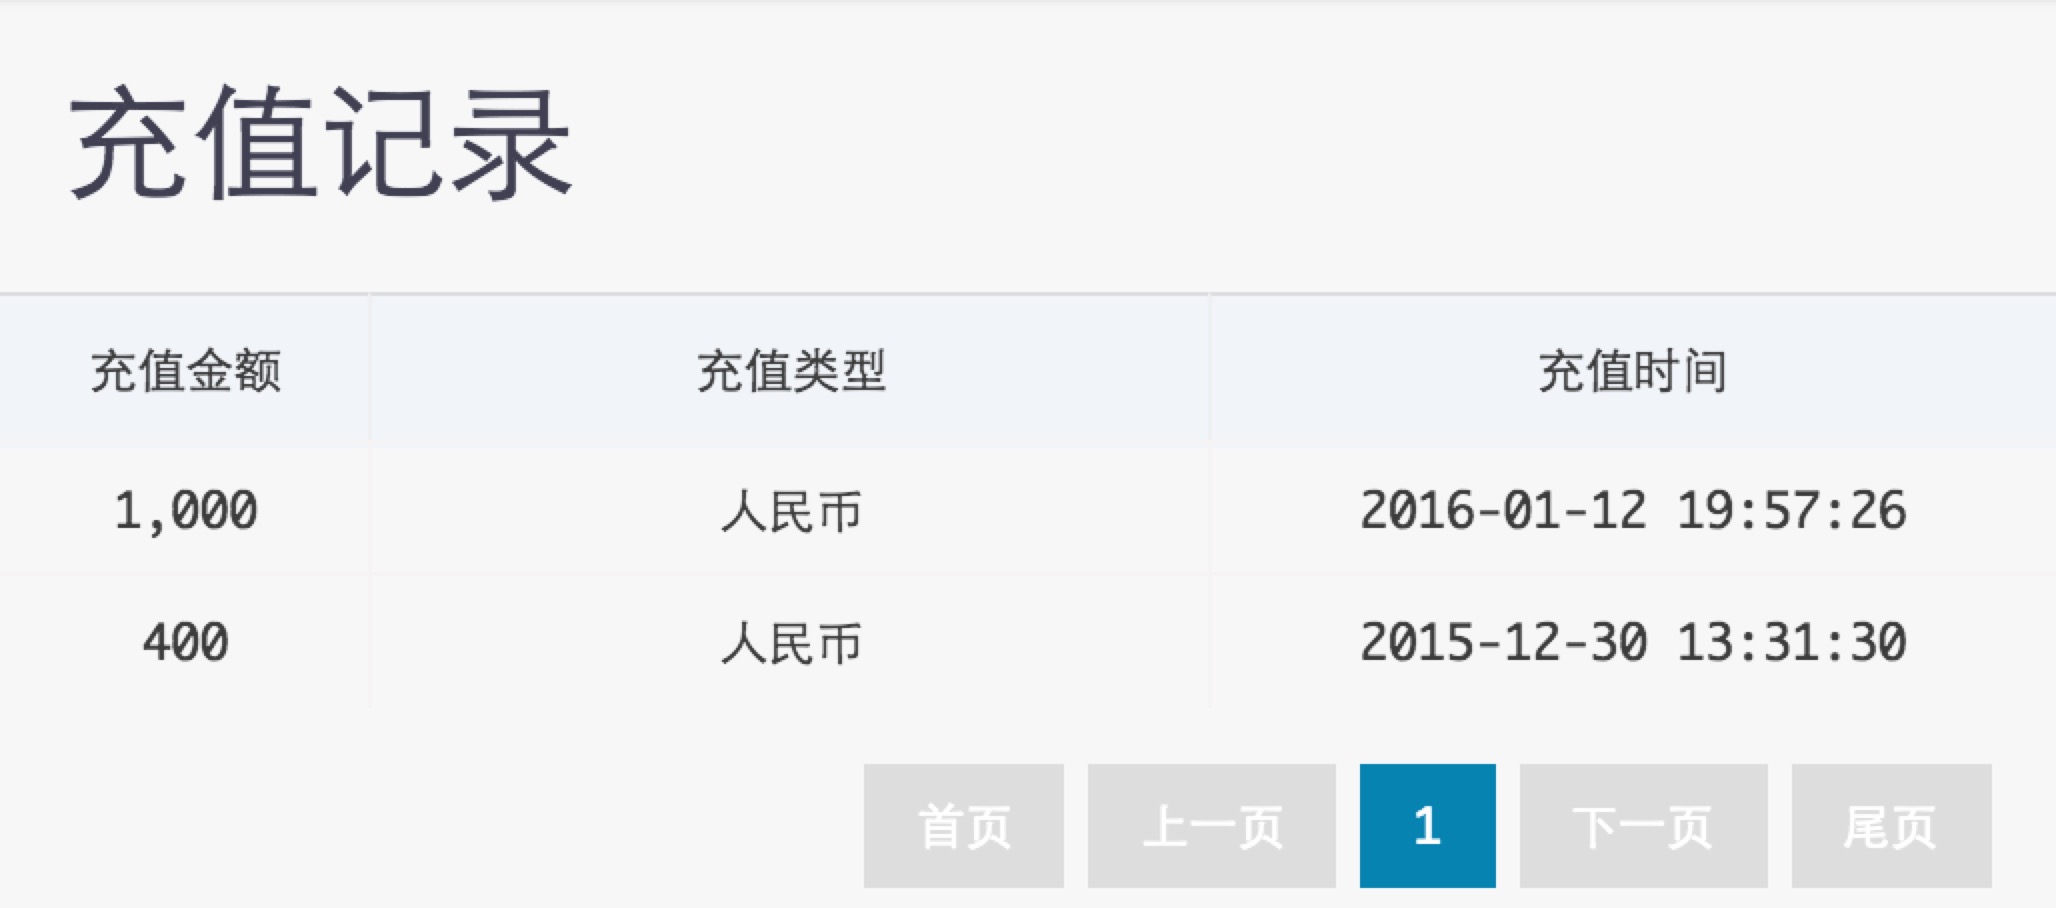 充值记录
充值金额 充值类型 充值时间
1,000 人民币 2016-01-12 19:57:26
400 人民币 2015-12-30 13:31:30
首页 上一页 1 下一页 尾页